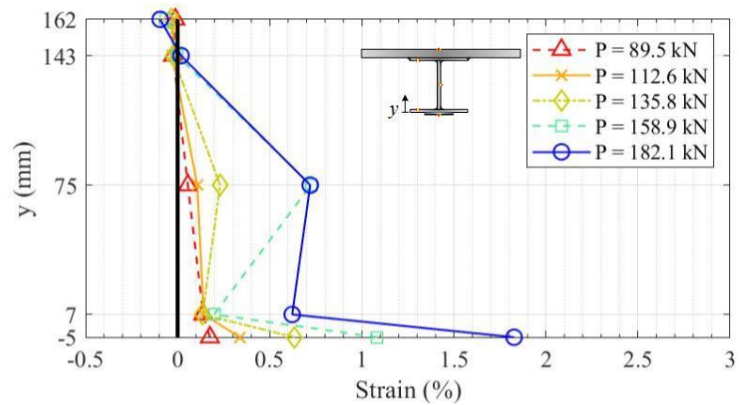 162
143
75
7
-5
y (mm)
-0.5 0 0.5 1 1.5 2 2.5 3
Strain (%)
y
P = 89.5 kN
P = 112.6 kN
P = 135.8 kN
P = 158.9 kN
P = 182.1 kN